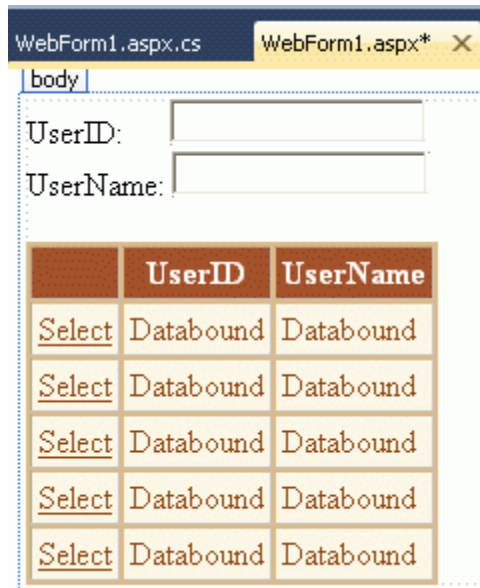 WebForm1.aspx.cs WebForm1.aspx* ×
body
UserID:
UserName:
UserID UserName
Select Databound Databound
Select Databound Databound
Select Databound Databound
Select Databound Databound
Select Databound Databound